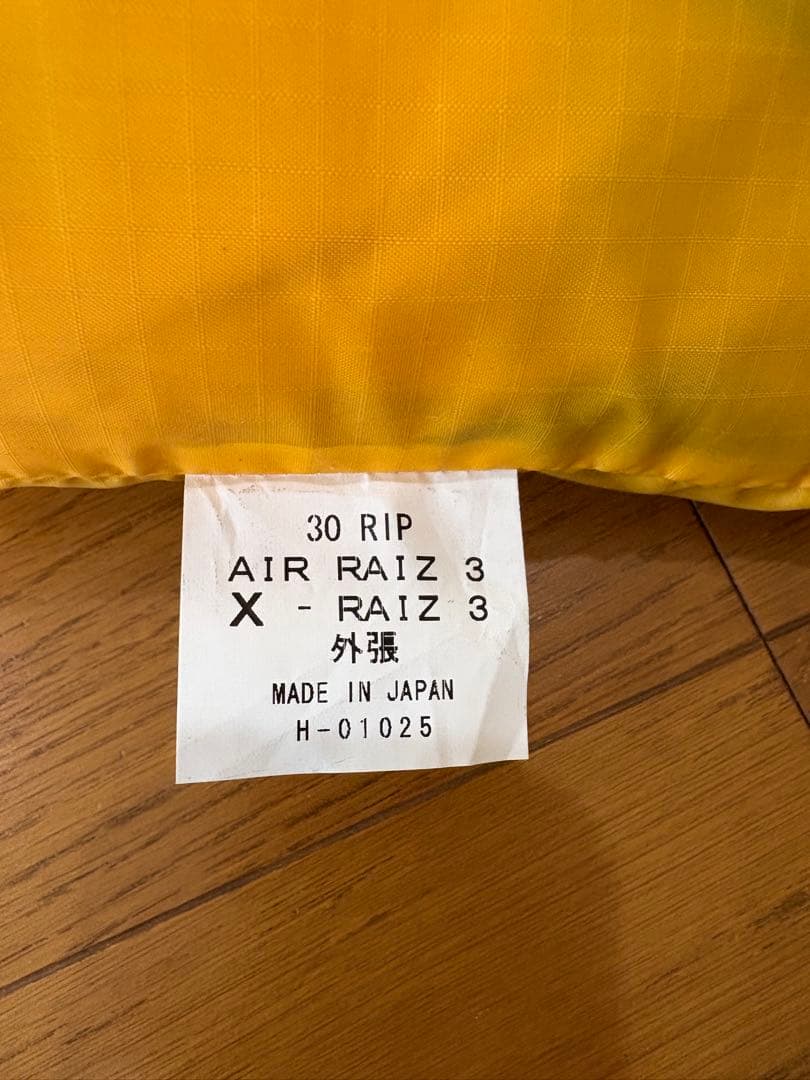 30 RIP
AIR RAIZ 3
X - RAIZ 3
外張
MADE IN JAPAN
H-01025